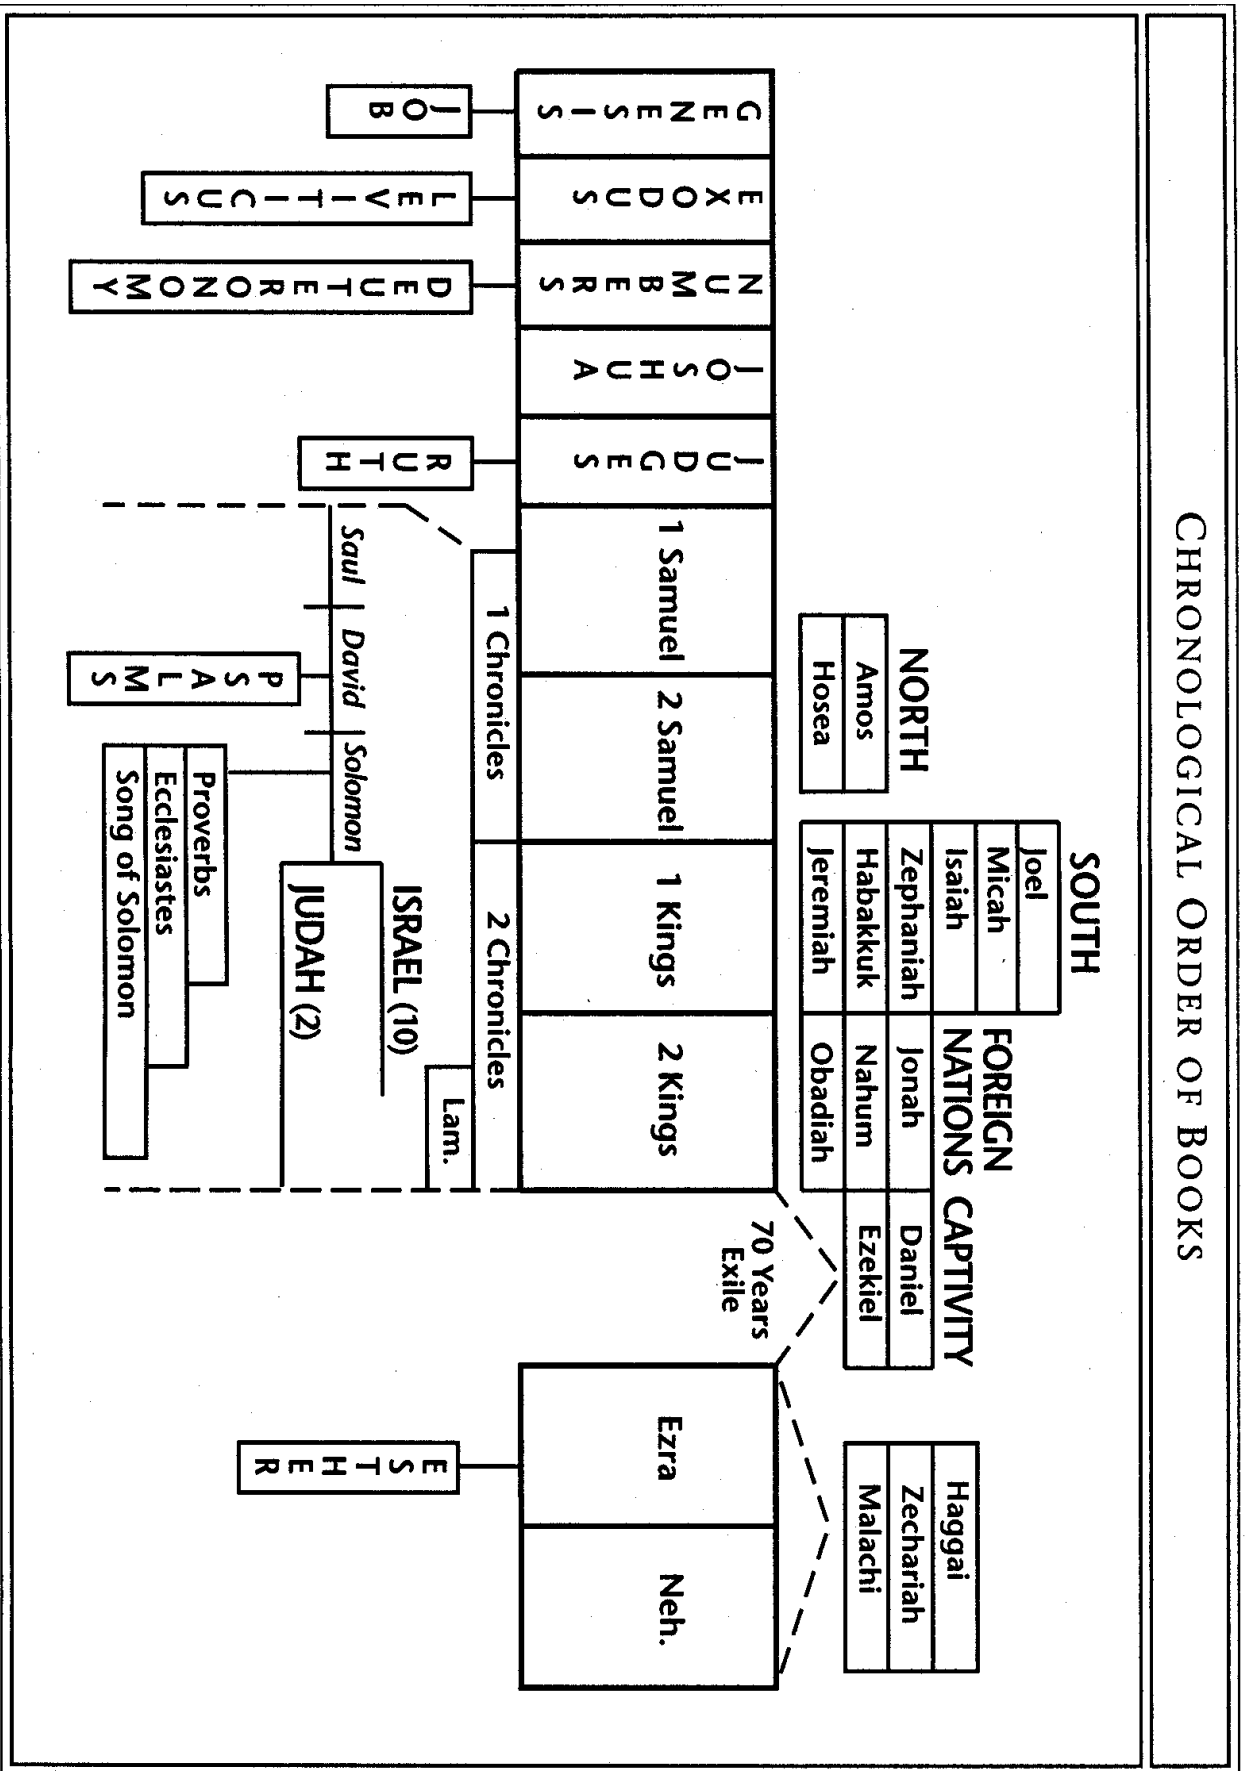 CHRONOLOGICAL ORDER OF BOOKS
NORTH
Amos
Hosea
SOUTH
Joel
Micah
Isaiah
Zephaniah
Habakkuk
Jeremiah
FOREIGN
NATIONS
Jonah
Nahum
Obadiah
CAPTIVITY
Daniel
Ezekiel
Haggai
Zechariah
Malachi
70 Years
Exile
GENESIS
EXODUS
NUMBERS
JOSHUA
JUDGES
1 Samuel
2 Samuel
1 Kings
2 Kings
Ezra
Neh.
1 Chronicles
2 Chronicles
Lam.
JOB
LEVITICUS
DEUTERONOMY
RUTH
ESTHER
Saul
David
Solomon
ISRAEL (10)
JUDAH (2)
PSALMS
Proverbs
Ecclesiastes
Song of Solomon